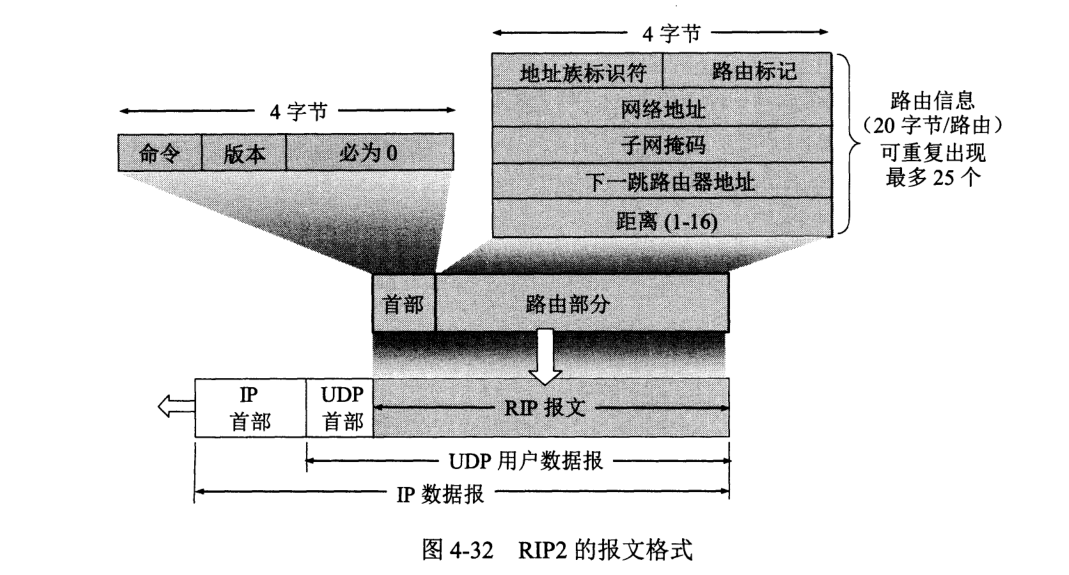 4 字节
地址族标识符 路由标记
网络地址
子网掩码
下一跳路由器地址
距离 (1-16)
路由信息
（20 字节/路由）
可重复出现
最多 25 个
4 字节
命令 版本 必为 0
首部 路由部分
IP
首部
UDP
首部
RIP 报文
UDP 用户数据报
IP 数据报
图 4-32 RIP2 的报文格式